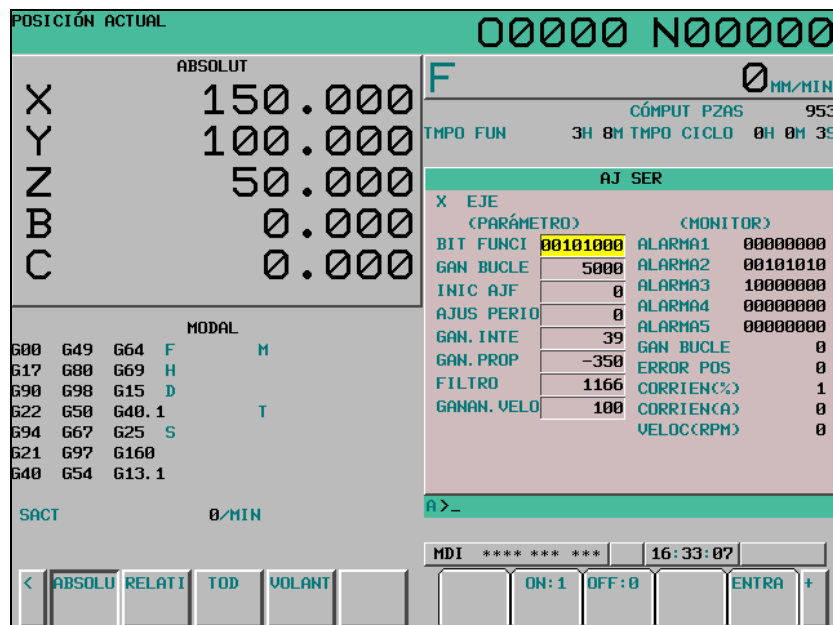 POSICIÓN ACTUAL
O0000 N00000
ABSOLUT
X 150.000
Y 100.000
Z 50.000
B 0.000
C 0.000
F 0 MM/MIN
CÓMPUT PZAS 953
TMPO FUN 3H 8M TMPO CICLO 0H 0M 3S
MODAL
G00 G49 G64 F M
G17 G80 G69 H
G90 G98 G15 D
G22 G50 G40.1 T
G94 G67 G25 S
G21 G97 G160
G40 G54 G13.1
SACT 0/MIN
AJ SER
X EJE
(PARÁMETRO) (MONITOR)
BIT FUNCI 00101000 ALARMA1 00000000
GAN BUCLE 5000 ALARMA2 00101010
INIC AJF 0 ALARMA3 10000000
AJUS PERIO 0 ALARMA4 00000000
GAN.INTE 39 ALARMA5 00000000
GAN.PROP -350 GAN BUCLE 0
FILTRO 1166 ERROR POS 0
GANAN.VELO 100 CORRIEN(%) 1
CORRIEN(A) 0
VELOC(RPM) 0
A>_
MDI **** *** *** 16:33:07
< ABSOLU RELATI TOD VOLANT
ON:1 OFF:0 ENTRA +